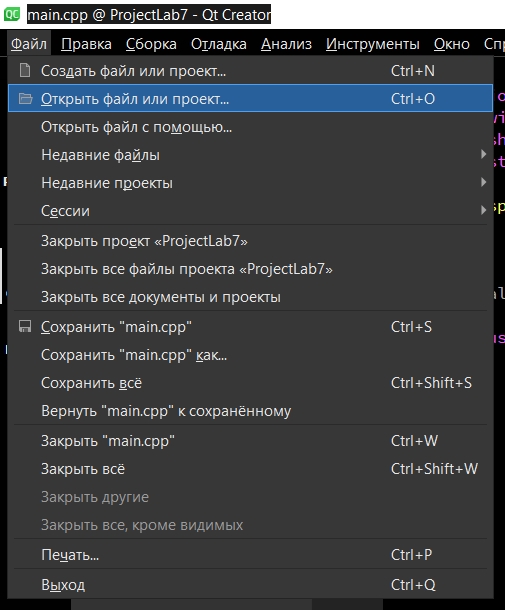 QC main.cpp @ ProjectLab7 - Qt Creator
Файл Правка Сборка Отладка Анализ Инструменты Окно
Создать файл или проект... Ctrl+N
Открыть файл или проект... Ctrl+O
Открыть файл с помощью...
Недавние файлы
Недавние проекты
Сессии
Закрыть проект «ProjectLab7»
Закрыть все файлы проекта «ProjectLab7»
Закрыть все документы и проекты
Сохранить "main.cpp" Ctrl+S
Сохранить "main.cpp" как...
Сохранить всё Ctrl+Shift+S
Вернуть "main.cpp" к сохранённому
Закрыть "main.cpp" Ctrl+W
Закрыть всё Ctrl+Shift+W
Закрыть другие
Закрыть все, кроме видимых
Печать... Ctrl+P
Выход Ctrl+Q